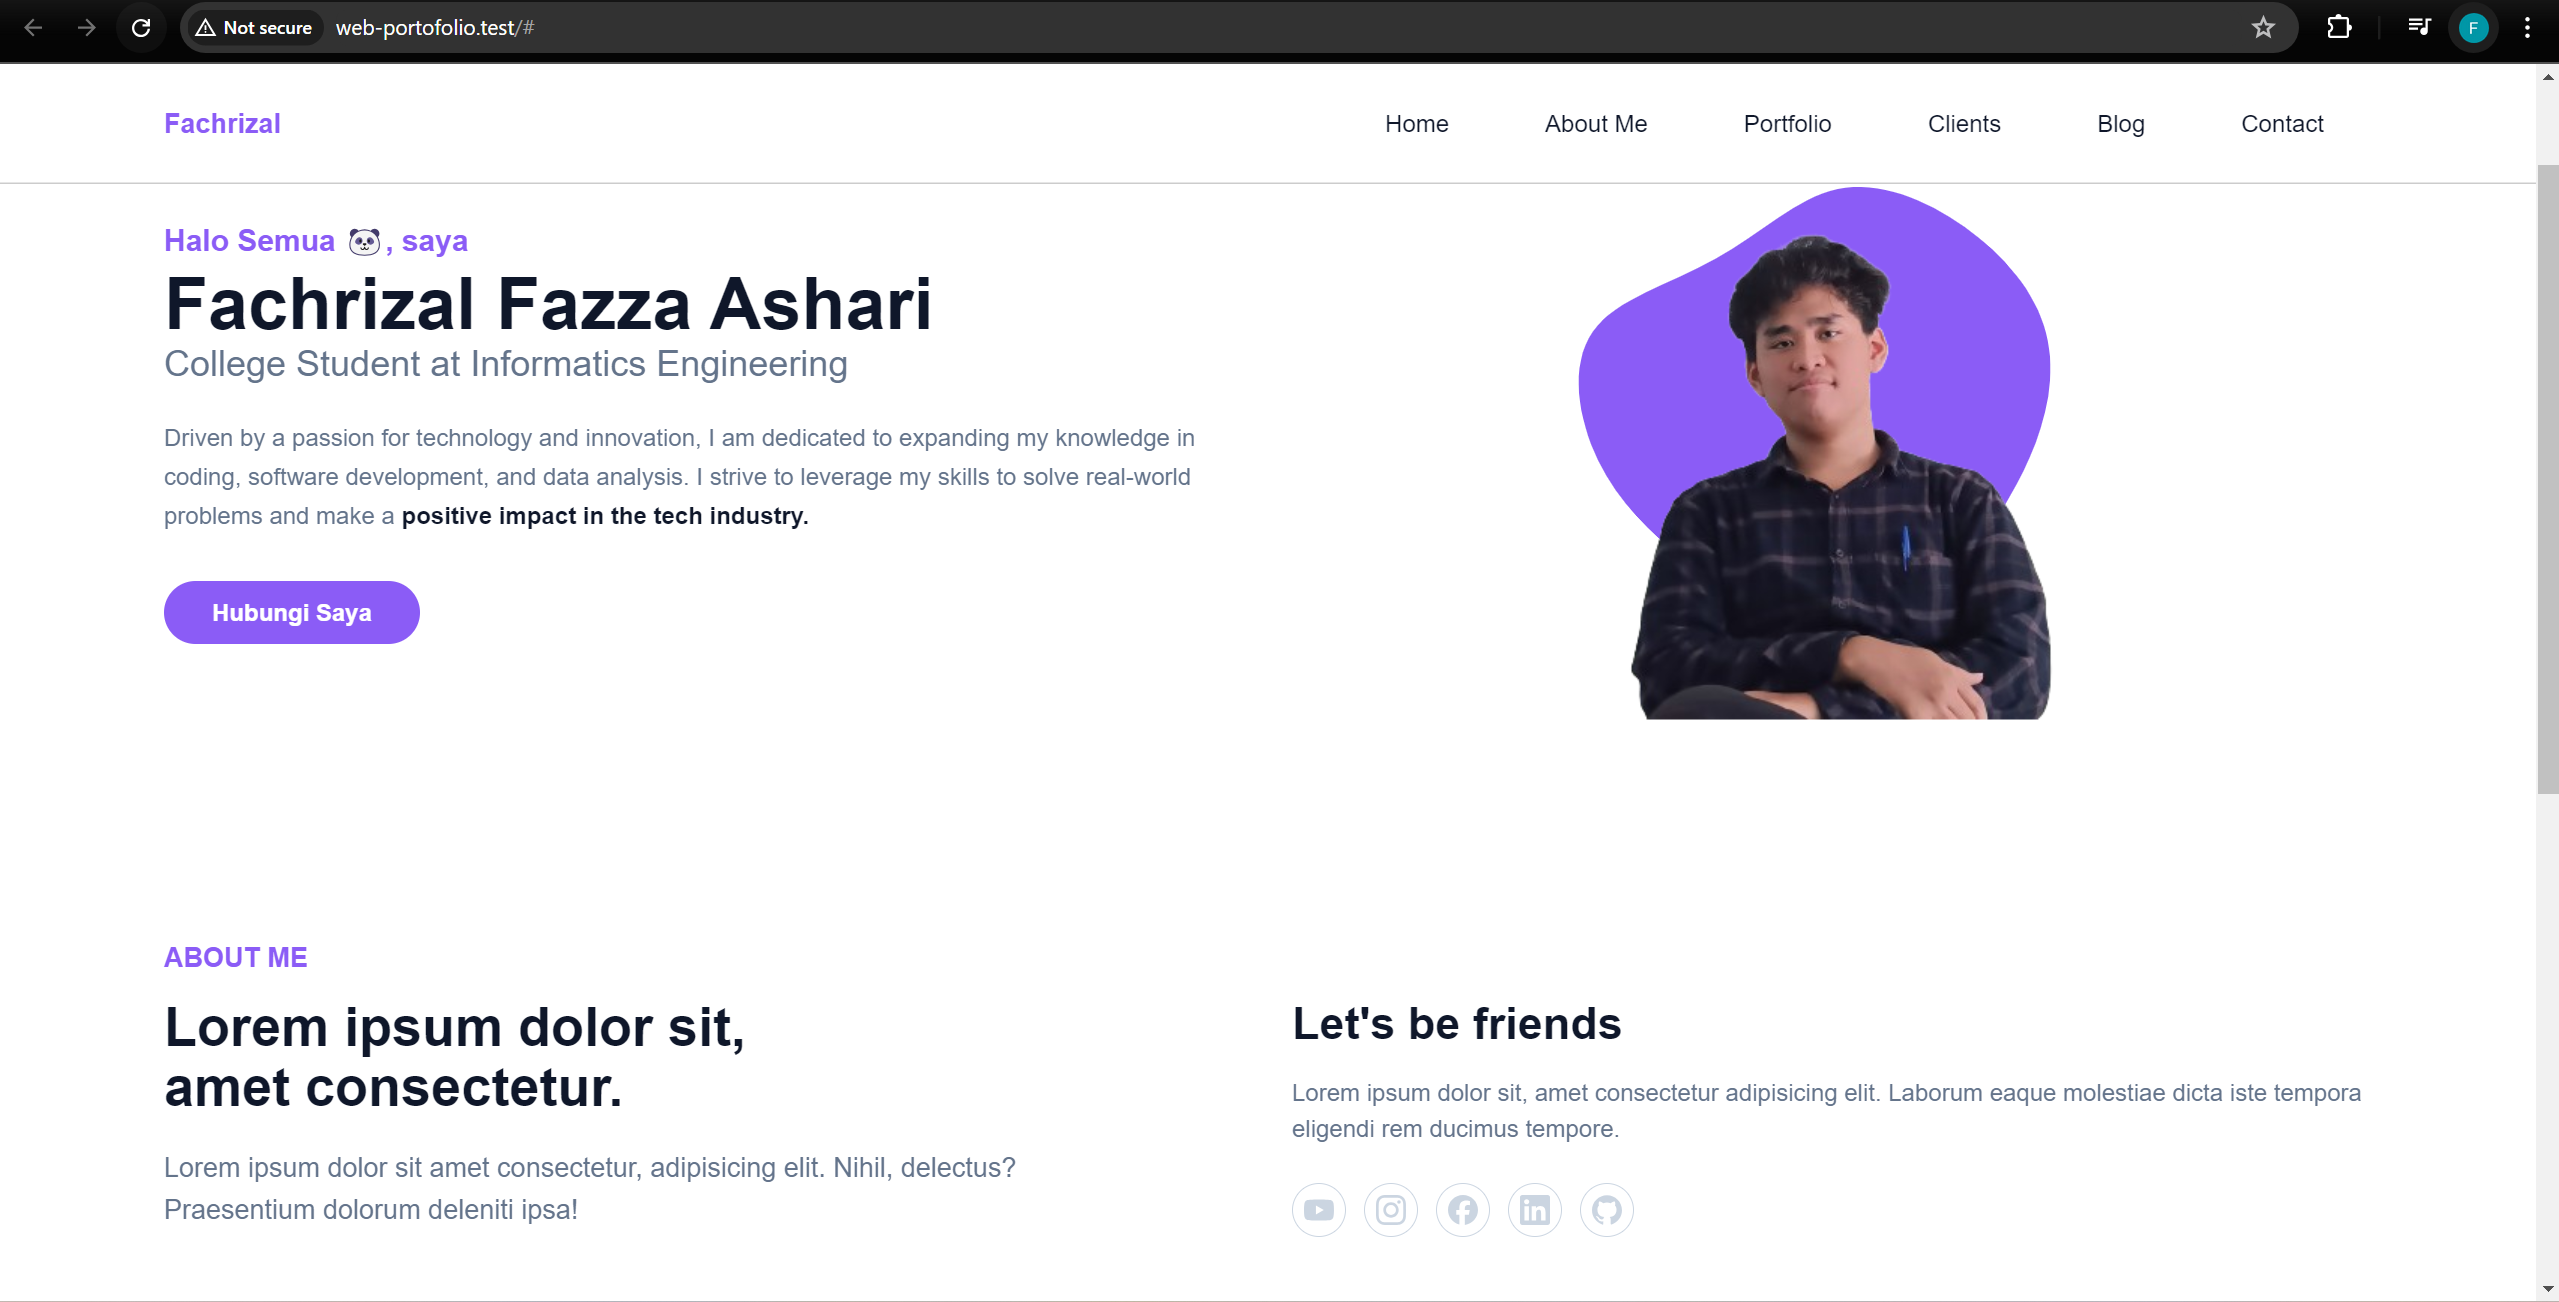 Not secure web-portofolio.test/# F
Fachrizal Home About Me Portfolio Clients Blog Contact
Halo Semua 🐼, saya
Fachrizal Fazza Ashari
College Student at Informatics Engineering
Driven by a passion for technology and innovation, I am dedicated to expanding my knowledge in
coding, software development, and data analysis. I strive to leverage my skills to solve real-world
problems and make a positive impact in the tech industry.
Hubungi Saya
ABOUT ME
Lorem ipsum dolor sit,
amet consectetur.
Lorem ipsum dolor sit amet consectetur, adipisicing elit. Nihil, delectus?
Praesentium dolorum deleniti ipsa!
Let's be friends
Lorem ipsum dolor sit, amet consectetur adipisicing elit. Laborum eaque molestiae dicta iste tempora
eligendi rem ducimus tempore.